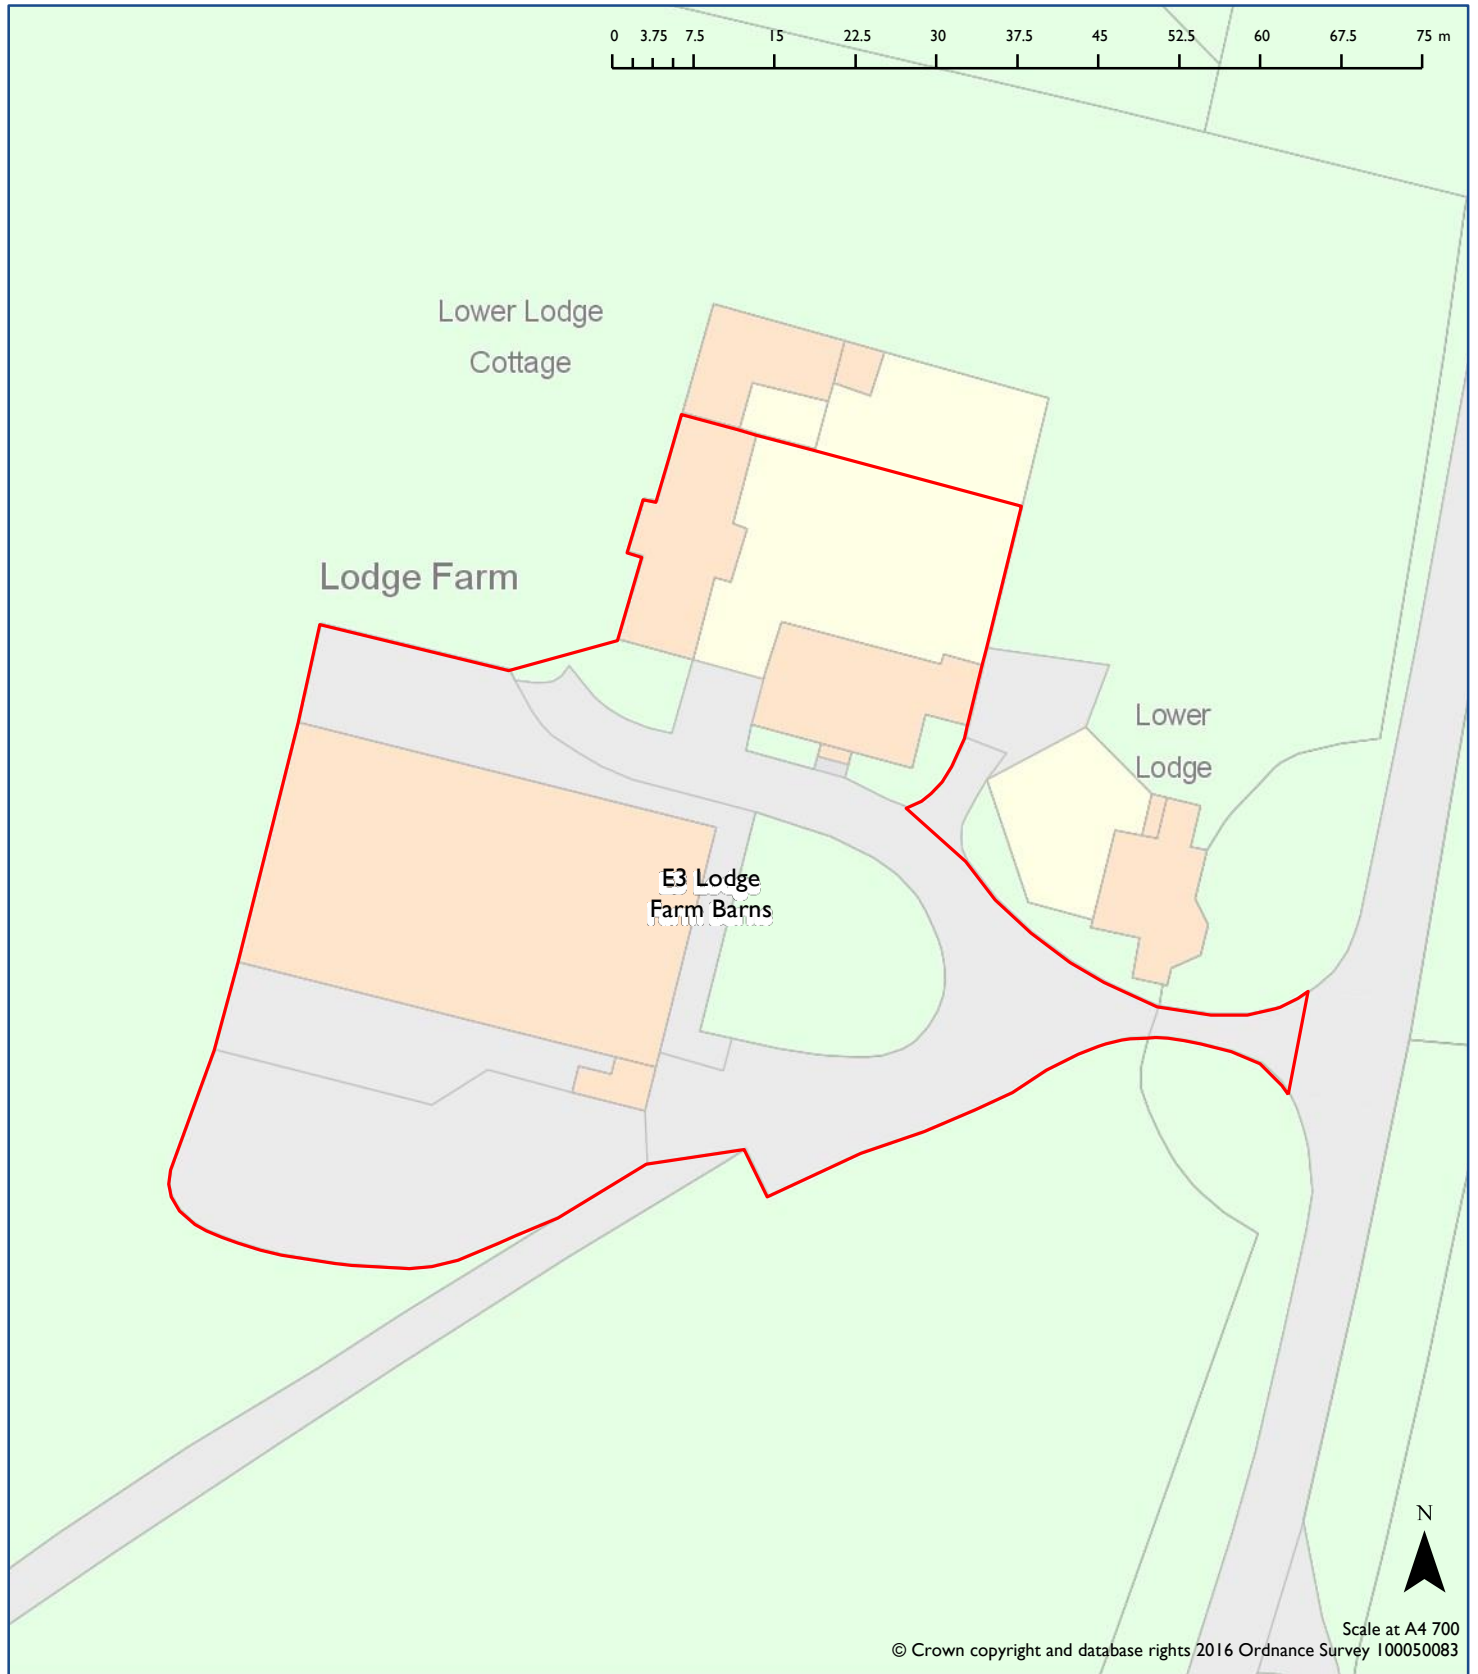 0 3.75 7.5 15 22.5 30 37.5 45 52.5 60 67.5 75 m
Lower Lodge
Cottage
Lodge Farm
Lower
Lodge
E3 Lodge
Farm Barns
N
Scale at A4 700
© Crown copyright and database rights 2016 Ordnance Survey 100050083